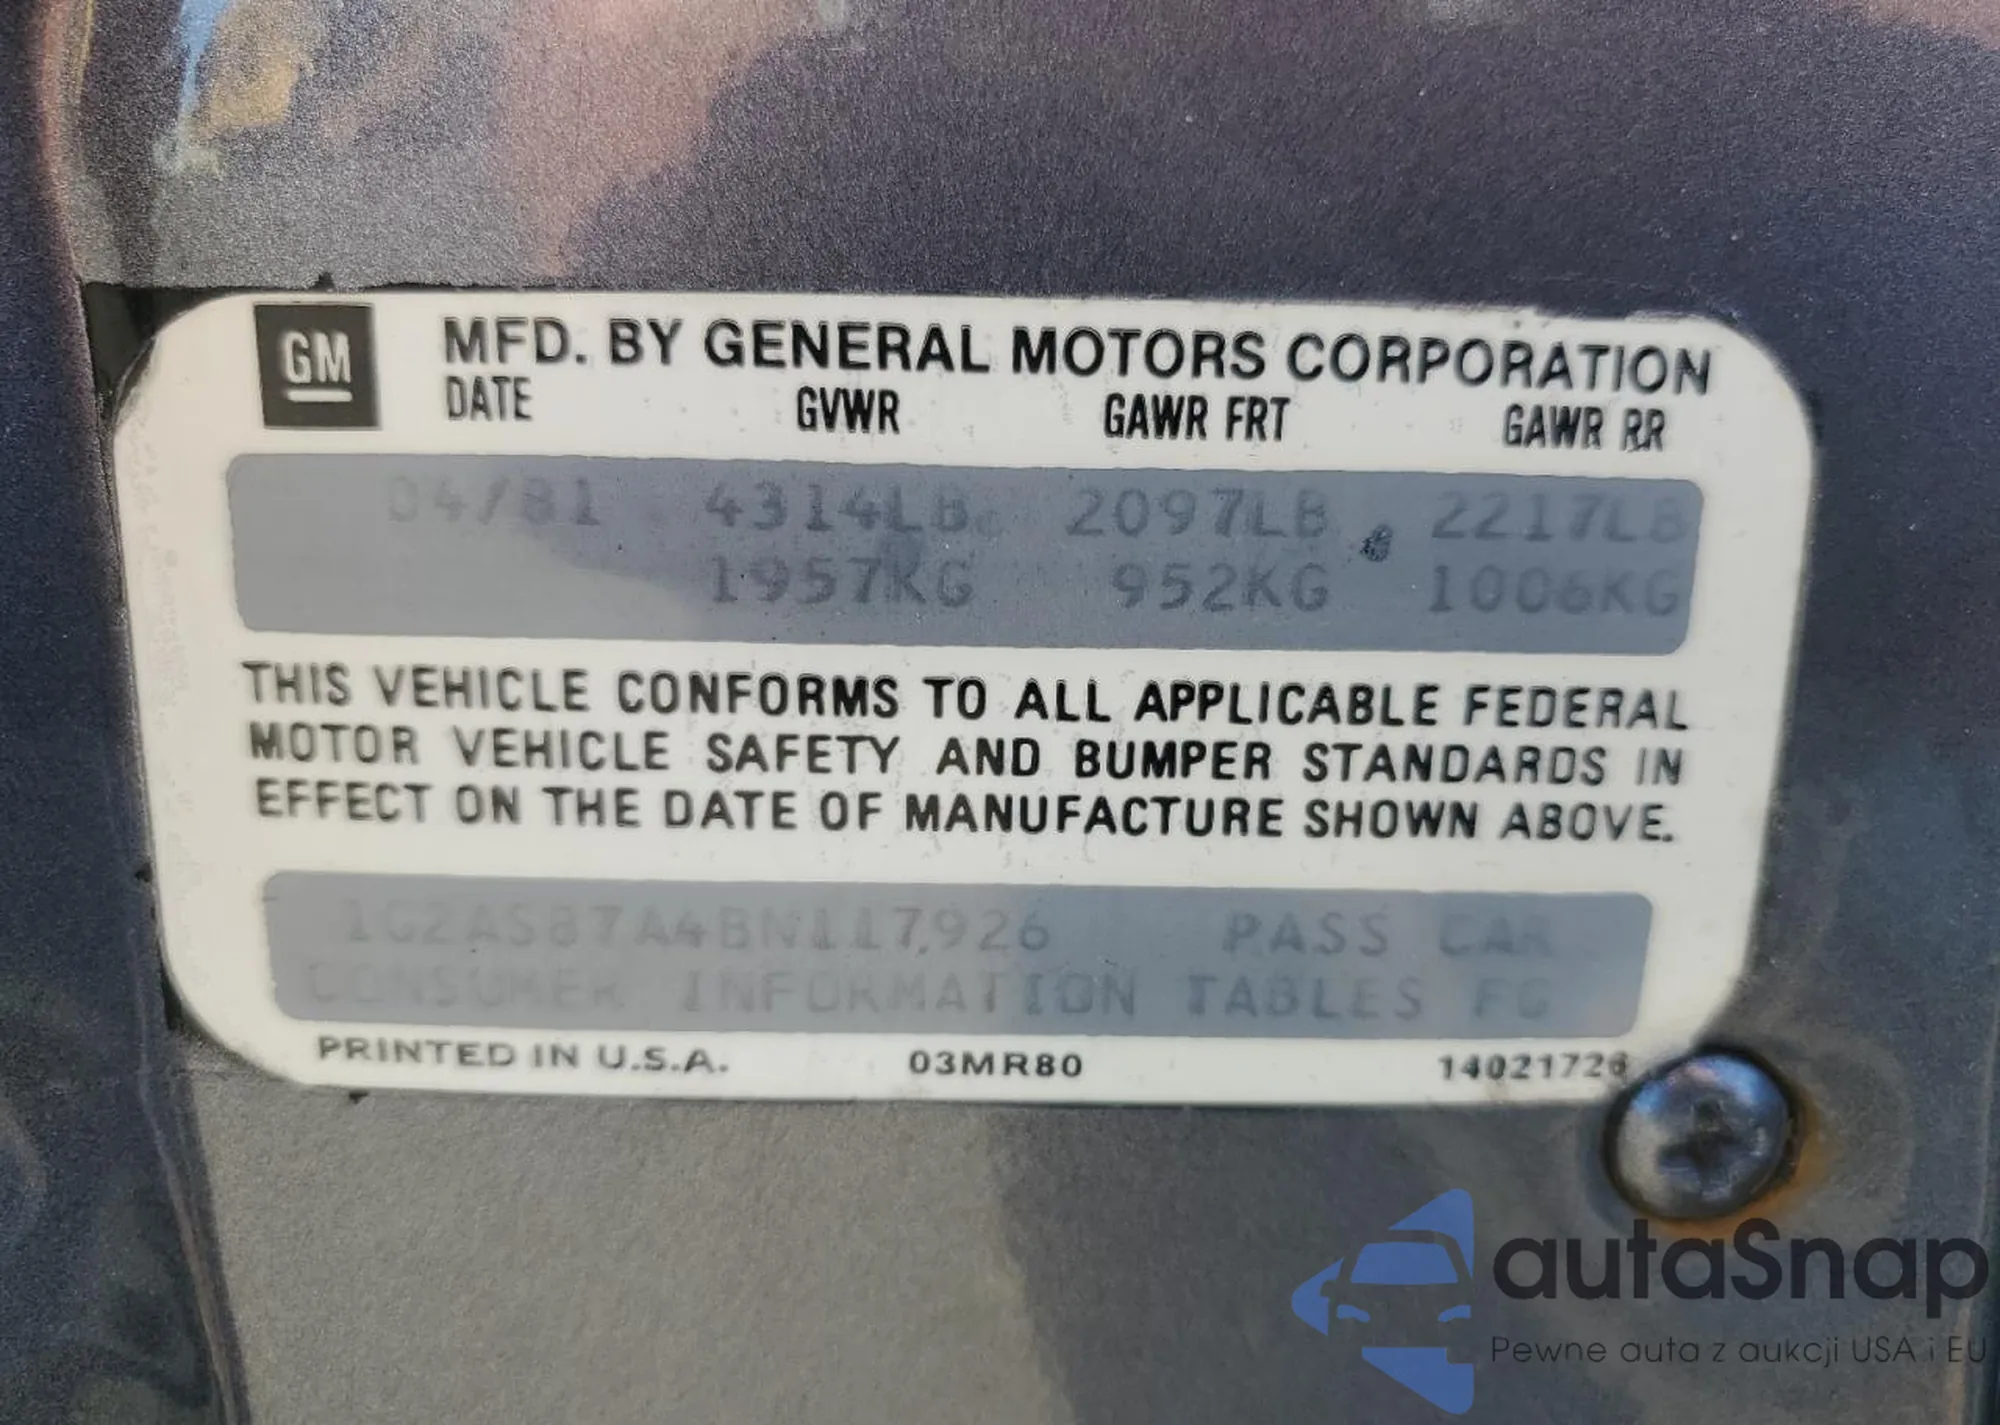 GM
MFD. BY GENERAL MOTORS CORPORATION
DATE GVWR GAWR FRT GAWR RR
04/81 4314LB 2097LB 2217LB
1957KG 952KG 1006KG
THIS VEHICLE CONFORMS TO ALL APPLICABLE FEDERAL
MOTOR VEHICLE SAFETY AND BUMPER STANDARDS IN
EFFECT ON THE DATE OF MANUFACTURE SHOWN ABOVE.
1G2AS87A4BN117926 PASS CAR
CONSUMER INFORMATION TABLES FG
PRINTED IN U.S.A. 03MR80 14021726
autaSnap
Pewne auta z aukcji USA i EU